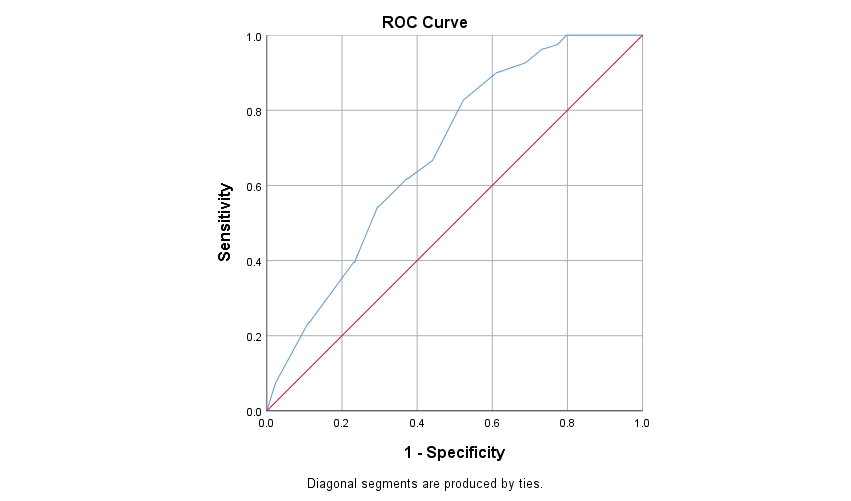 ROC Curve
1.0
0.8
0.6
0.4
0.2
0.0
Sensitivity
0.0 0.2 0.4 0.6 0.8 1.0
1 - Specificity
Diagonal segments are produced by ties.